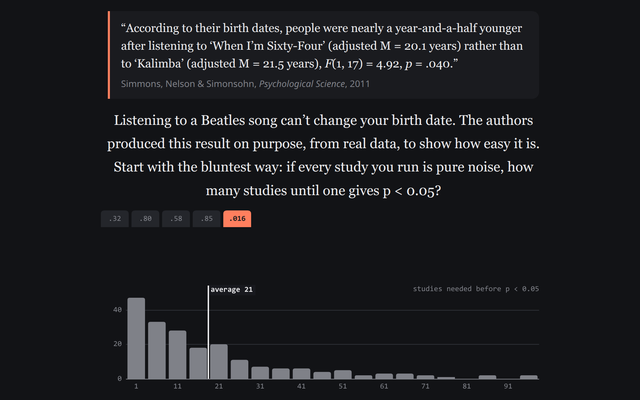 “According to their birth dates, people were nearly a year-and-a-half younger
after listening to ‘When I’m Sixty-Four’ (adjusted M = 20.1 years) rather than
to ‘Kalimba’ (adjusted M = 21.5 years), F(1, 17) = 4.92, p = .040.”
Simmons, Nelson & Simonsohn, Psychological Science, 2011
Listening to a Beatles song can’t change your birth date. The authors
produced this result on purpose, from real data, to show how easy it is.
Start with the bluntest way: if every study you run is pure noise, how
many studies until one gives p < 0.05?
.32 .80 .58 .85 .016
average 21 studies needed before p < 0.05
40
20
0
1 11 21 31 41 51 61 71 81 91